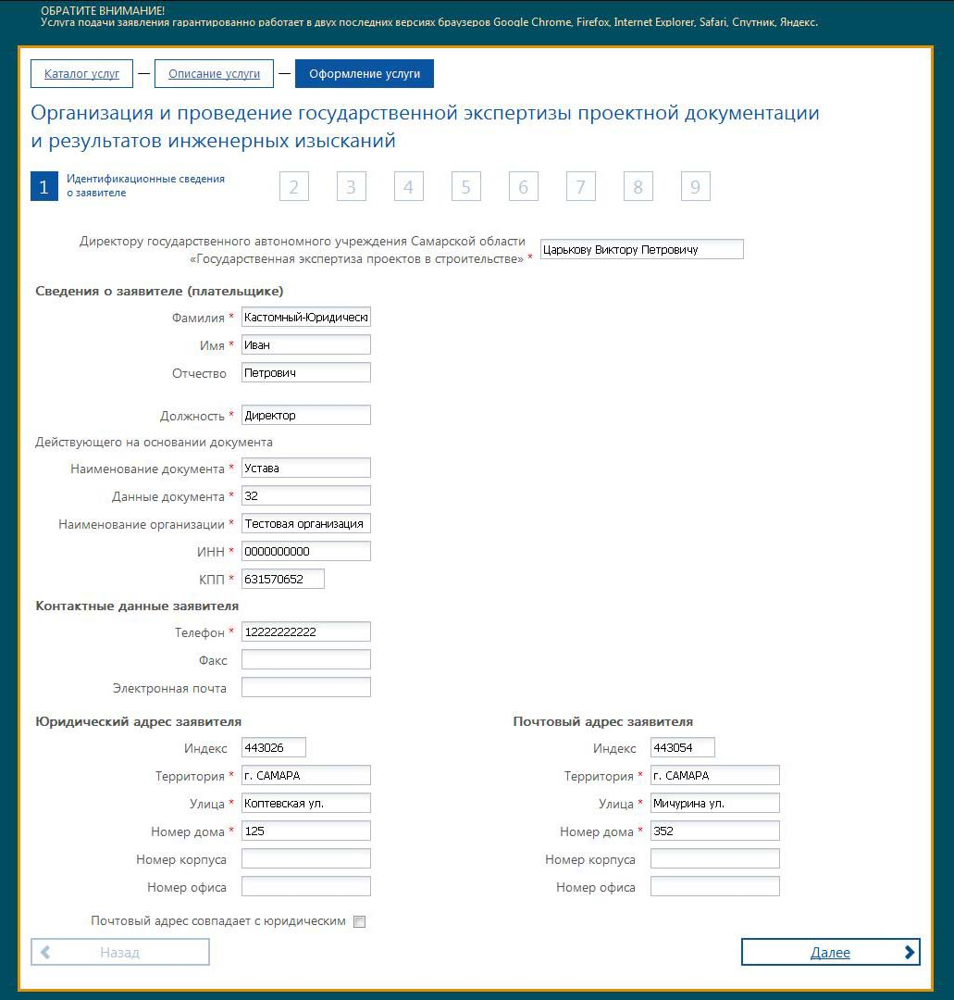 ОБРАТИТЕ ВНИМАНИЕ!
Услуга подачи заявления гарантированно работает в двух последних версиях браузеров Google Chrome, Firefox, Internet Explorer, Safari, Спутник, Яндекс.
Каталог услуг — Описание услуги — Оформление услуги
Организация и проведение государственной экспертизы проектной документации
и результатов инженерных изысканий
1 Идентификационные сведения
о заявителе
2 3 4 5 6 7 8 9
Директору государственного автономного учреждения Самарской области
«Государственная экспертиза проектов в строительстве» * Царькову Виктору Петровичу
Сведения о заявителе (плательщике)
Фамилия * Кастомный-Юридически
Имя * Иван
Отчество Петрович
Должность * Директор
Действующего на основании документа
Наименование документа * Устава
Данные документа * 32
Наименование организации * Тестовая организация
ИНН * 0000000000
КПП * 631570652
Контактные данные заявителя
Телефон * 12222222222
Факс
Электронная почта
Юридический адрес заявителя Почтовый адрес заявителя
Индекс 443026 Индекс 443054
Территория * г. САМАРА Территория * г. САМАРА
Улица * Коптевская ул. Улица * Мичурина ул.
Номер дома * 125 Номер дома * 352
Номер корпуса Номер корпуса
Номер офиса Номер офиса
Почтовый адрес совпадает с юридическим
Назад Далее